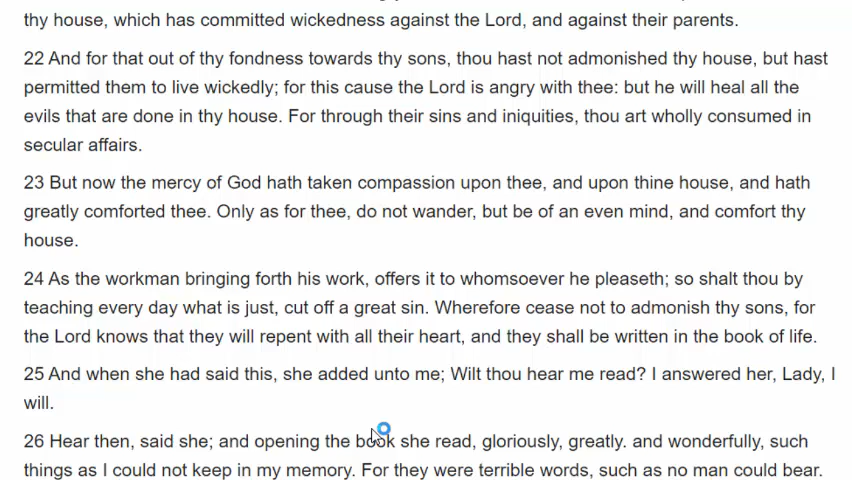 thy house, which has committed wickedness against the Lord, and against their parents.
22 And for that out of thy fondness towards thy sons, thou hast not admonished thy house, but hast
permitted them to live wickedly; for this cause the Lord is angry with thee: but he will heal all the
evils that are done in thy house. For through their sins and iniquities, thou art wholly consumed in
secular affairs.
23 But now the mercy of God hath taken compassion upon thee, and upon thine house, and hath
greatly comforted thee. Only as for thee, do not wander, but be of an even mind, and comfort thy
house.
24 As the workman bringing forth his work, offers it to whomsoever he pleaseth; so shalt thou by
teaching every day what is just, cut off a great sin. Wherefore cease not to admonish thy sons, for
the Lord knows that they will repent with all their heart, and they shall be written in the book of life.
25 And when she had said this, she added unto me; Wilt thou hear me read? I answered her, Lady, I
will.
26 Hear then, said she; and opening the book she read, gloriously, greatly. and wonderfully, such
things as I could not keep in my memory. For they were terrible words, such as no man could bear.